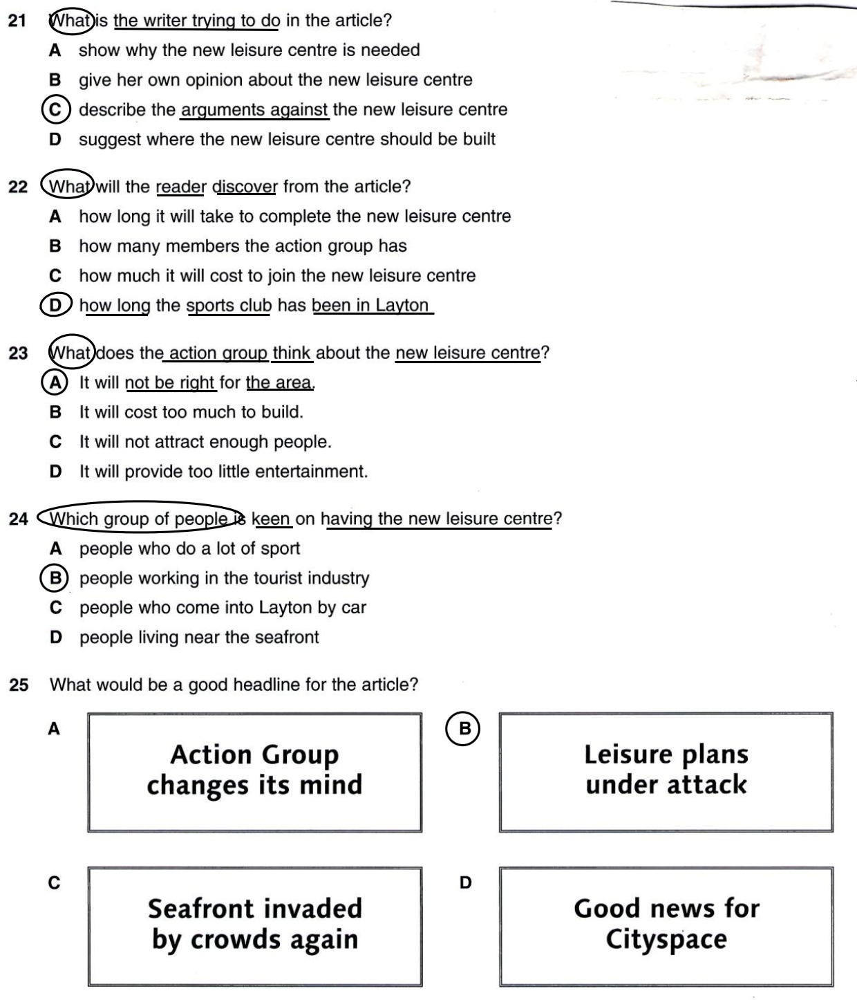 21 What is the writer trying to do in the article?
A show why the new leisure centre is needed
B give her own opinion about the new leisure centre
C describe the arguments against the new leisure centre
D suggest where the new leisure centre should be built
22 What will the reader discover from the article?
A how long it will take to complete the new leisure centre
B how many members the action group has
C how much it will cost to join the new leisure centre
D how long the sports club has been in Layton
23 What does the action group think about the new leisure centre?
A It will not be right for the area.
B It will cost too much to build.
C It will not attract enough people.
D It will provide too little entertainment.
24 Which group of people is keen on having the new leisure centre?
A people who do a lot of sport
B people working in the tourist industry
C people who come into Layton by car
D people living near the seafront
25 What would be a good headline for the article?
A
Action Group
changes its mind
B
Leisure plans
under attack
C
Seafront invaded
by crowds again
D
Good news for
Cityspace